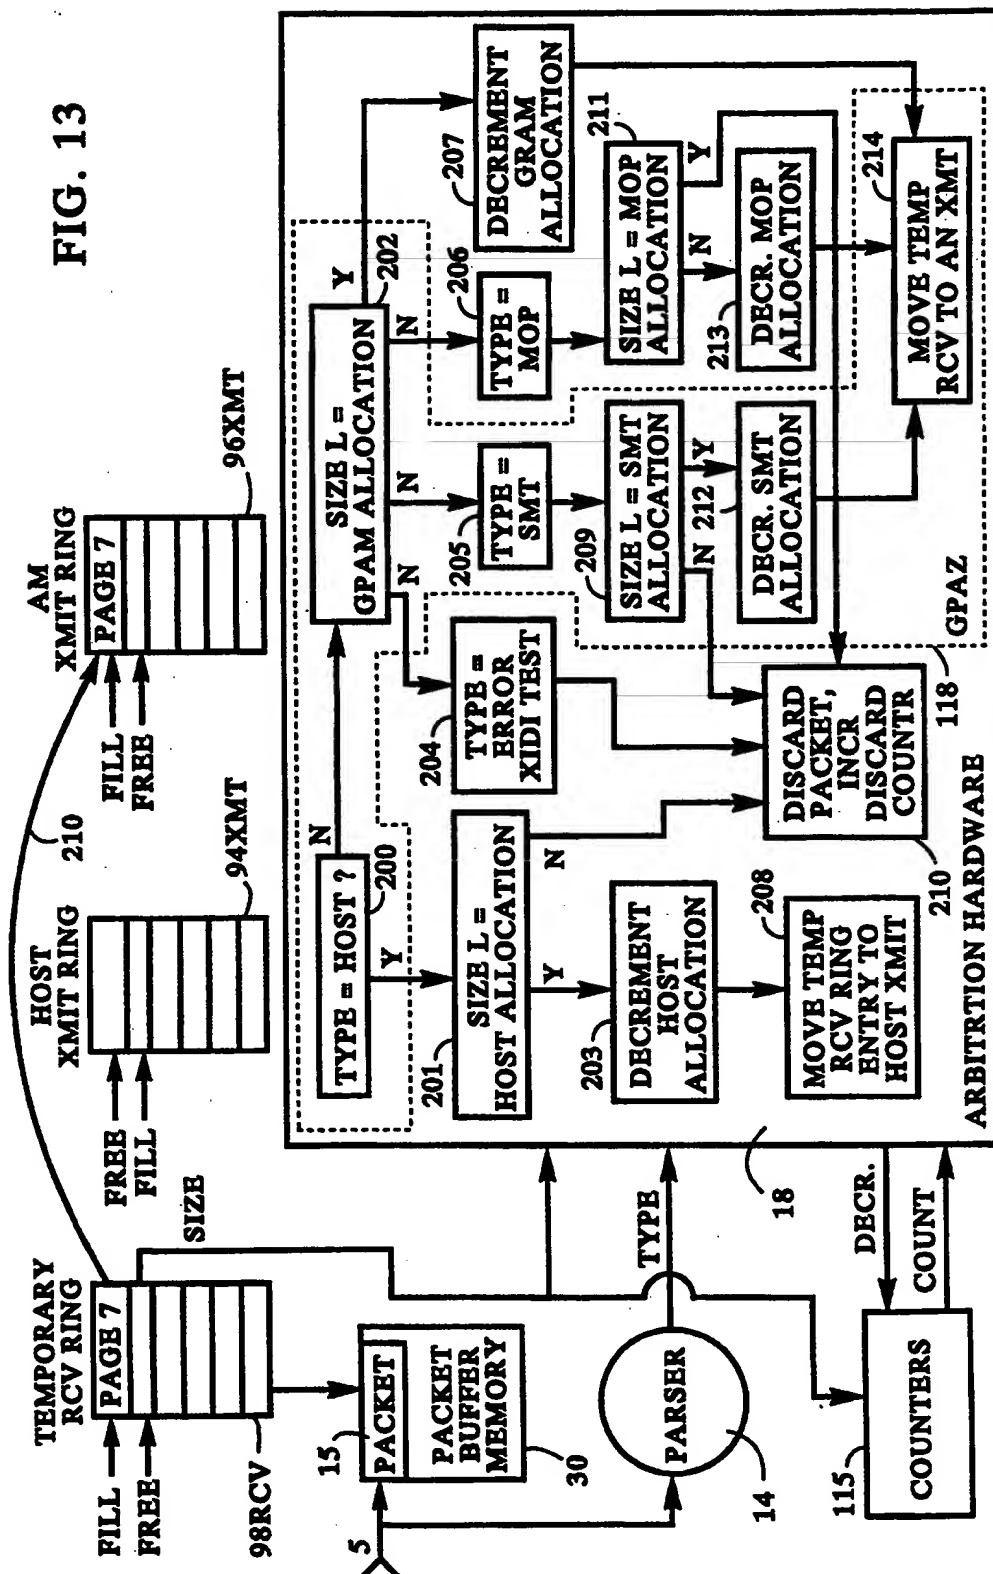 FIG. 13
TEMPORARY
RCV RING
FILL
FREE
PAGE 7
98RCV
SIZE
HOST
XMIT RING
FREE
FILL
94XMT
210
AM
XMIT RING
FILL
FREE
PAGE 7
96XMT
5
15
PACKET
PACKET
BUFFER
MEMORY
30
PARSER
14
TYPE
115
COUNTERS
DECR.
COUNT
18
ARBITRTION HARDWARE
TYPE = HOST ?
200
N
Y
SIZE L =
GPAM ALLOCATION
202
Y
N
N
N
201
SIZE L =
HOST ALLOCATION
Y
N
203
DECREMENT
HOST
ALLOCATION
208
MOVE TEMP
RCV RING
ENTRY TO
HOST XMIT
204
TYPE =
ERROR
XIDI TEST
205
TYPE =
SMT
206
TYPE =
MOP
207
DECREMENT
GRAM
ALLOCATION
209
SIZE L = SMT
ALLOCATION
N
Y
211
SIZE L = MOP
ALLOCATION
N
Y
212
DECR. SMT
ALLOCATION
213
DECR. MOP
ALLOCATION
DISCARD
PACKET,
INCR
DISCARD
COUNTR
210
214
MOVE TEMP
RCV TO AN XMT
118
GPAZ